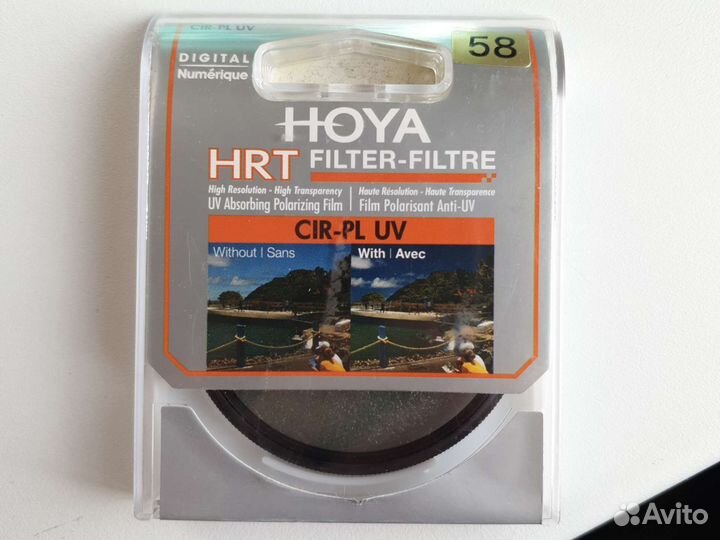 CIR-PL UV
58
DIGITAL
Numérique
HOYA
HRT FILTER-FILTRE
High Resolution - High Transparency
UV Absorbing Polarizing Film
Haute Résolution - Haute Transparence
Film Polarisant Anti-UV
CIR-PL UV
Without | Sans
With | Avec
Avito